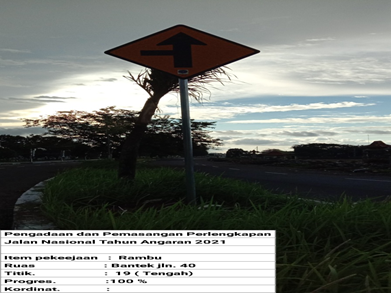 Pengadaan dan Pemasangan Perlengkapan
Jalan Nasional Tahun Angaran 2021
Item pekeejaan : Rambu
Ruas : Bantek jln. 40
Titik. : 19 ( Tengah)
Progres. :100 %
Kordinat. :